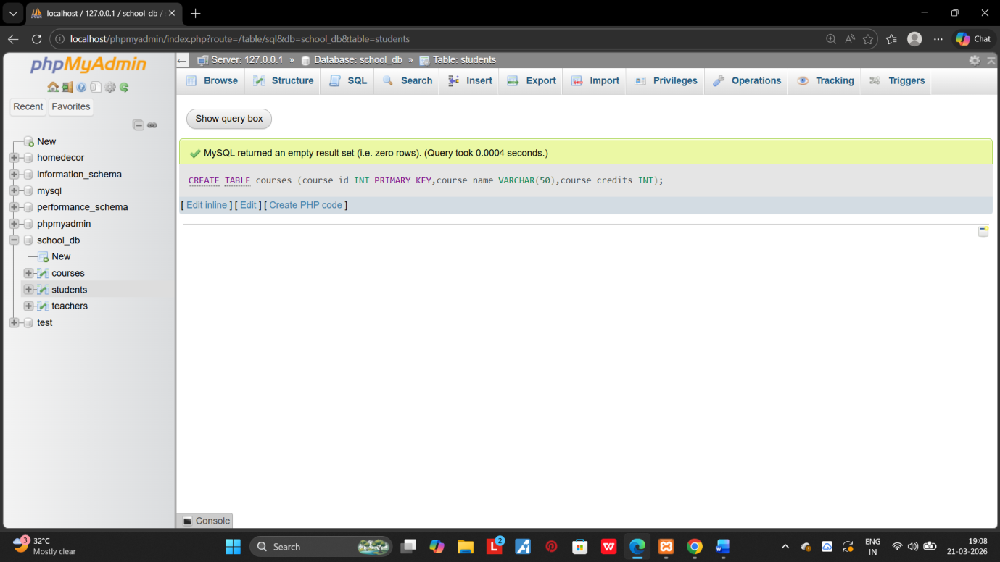 localhost / 127.0.0.1 / school_db /
localhost/phpmyadmin/index.php?route=/table/sql&db=school_db&table=students
Chat
phpMyAdmin
Recent
Favorites
New
homedecor
information_schema
mysql
performance_schema
phpmyadmin
school_db
New
courses
students
teachers
test
Server: 127.0.0.1 » Database: school_db » Table: students
Browse Structure SQL Search Insert Export Import Privileges Operations Tracking Triggers
Show query box
MySQL returned an empty result set (i.e. zero rows). (Query took 0.0004 seconds.)
CREATE TABLE courses (course_id INT PRIMARY KEY,course_name VARCHAR(50),course_credits INT);
[ Edit inline ] [ Edit ] [ Create PHP code ]
Console
3
32°C
Mostly clear
Search
L
2
W
W
ENG
IN
19:08
21-03-2026